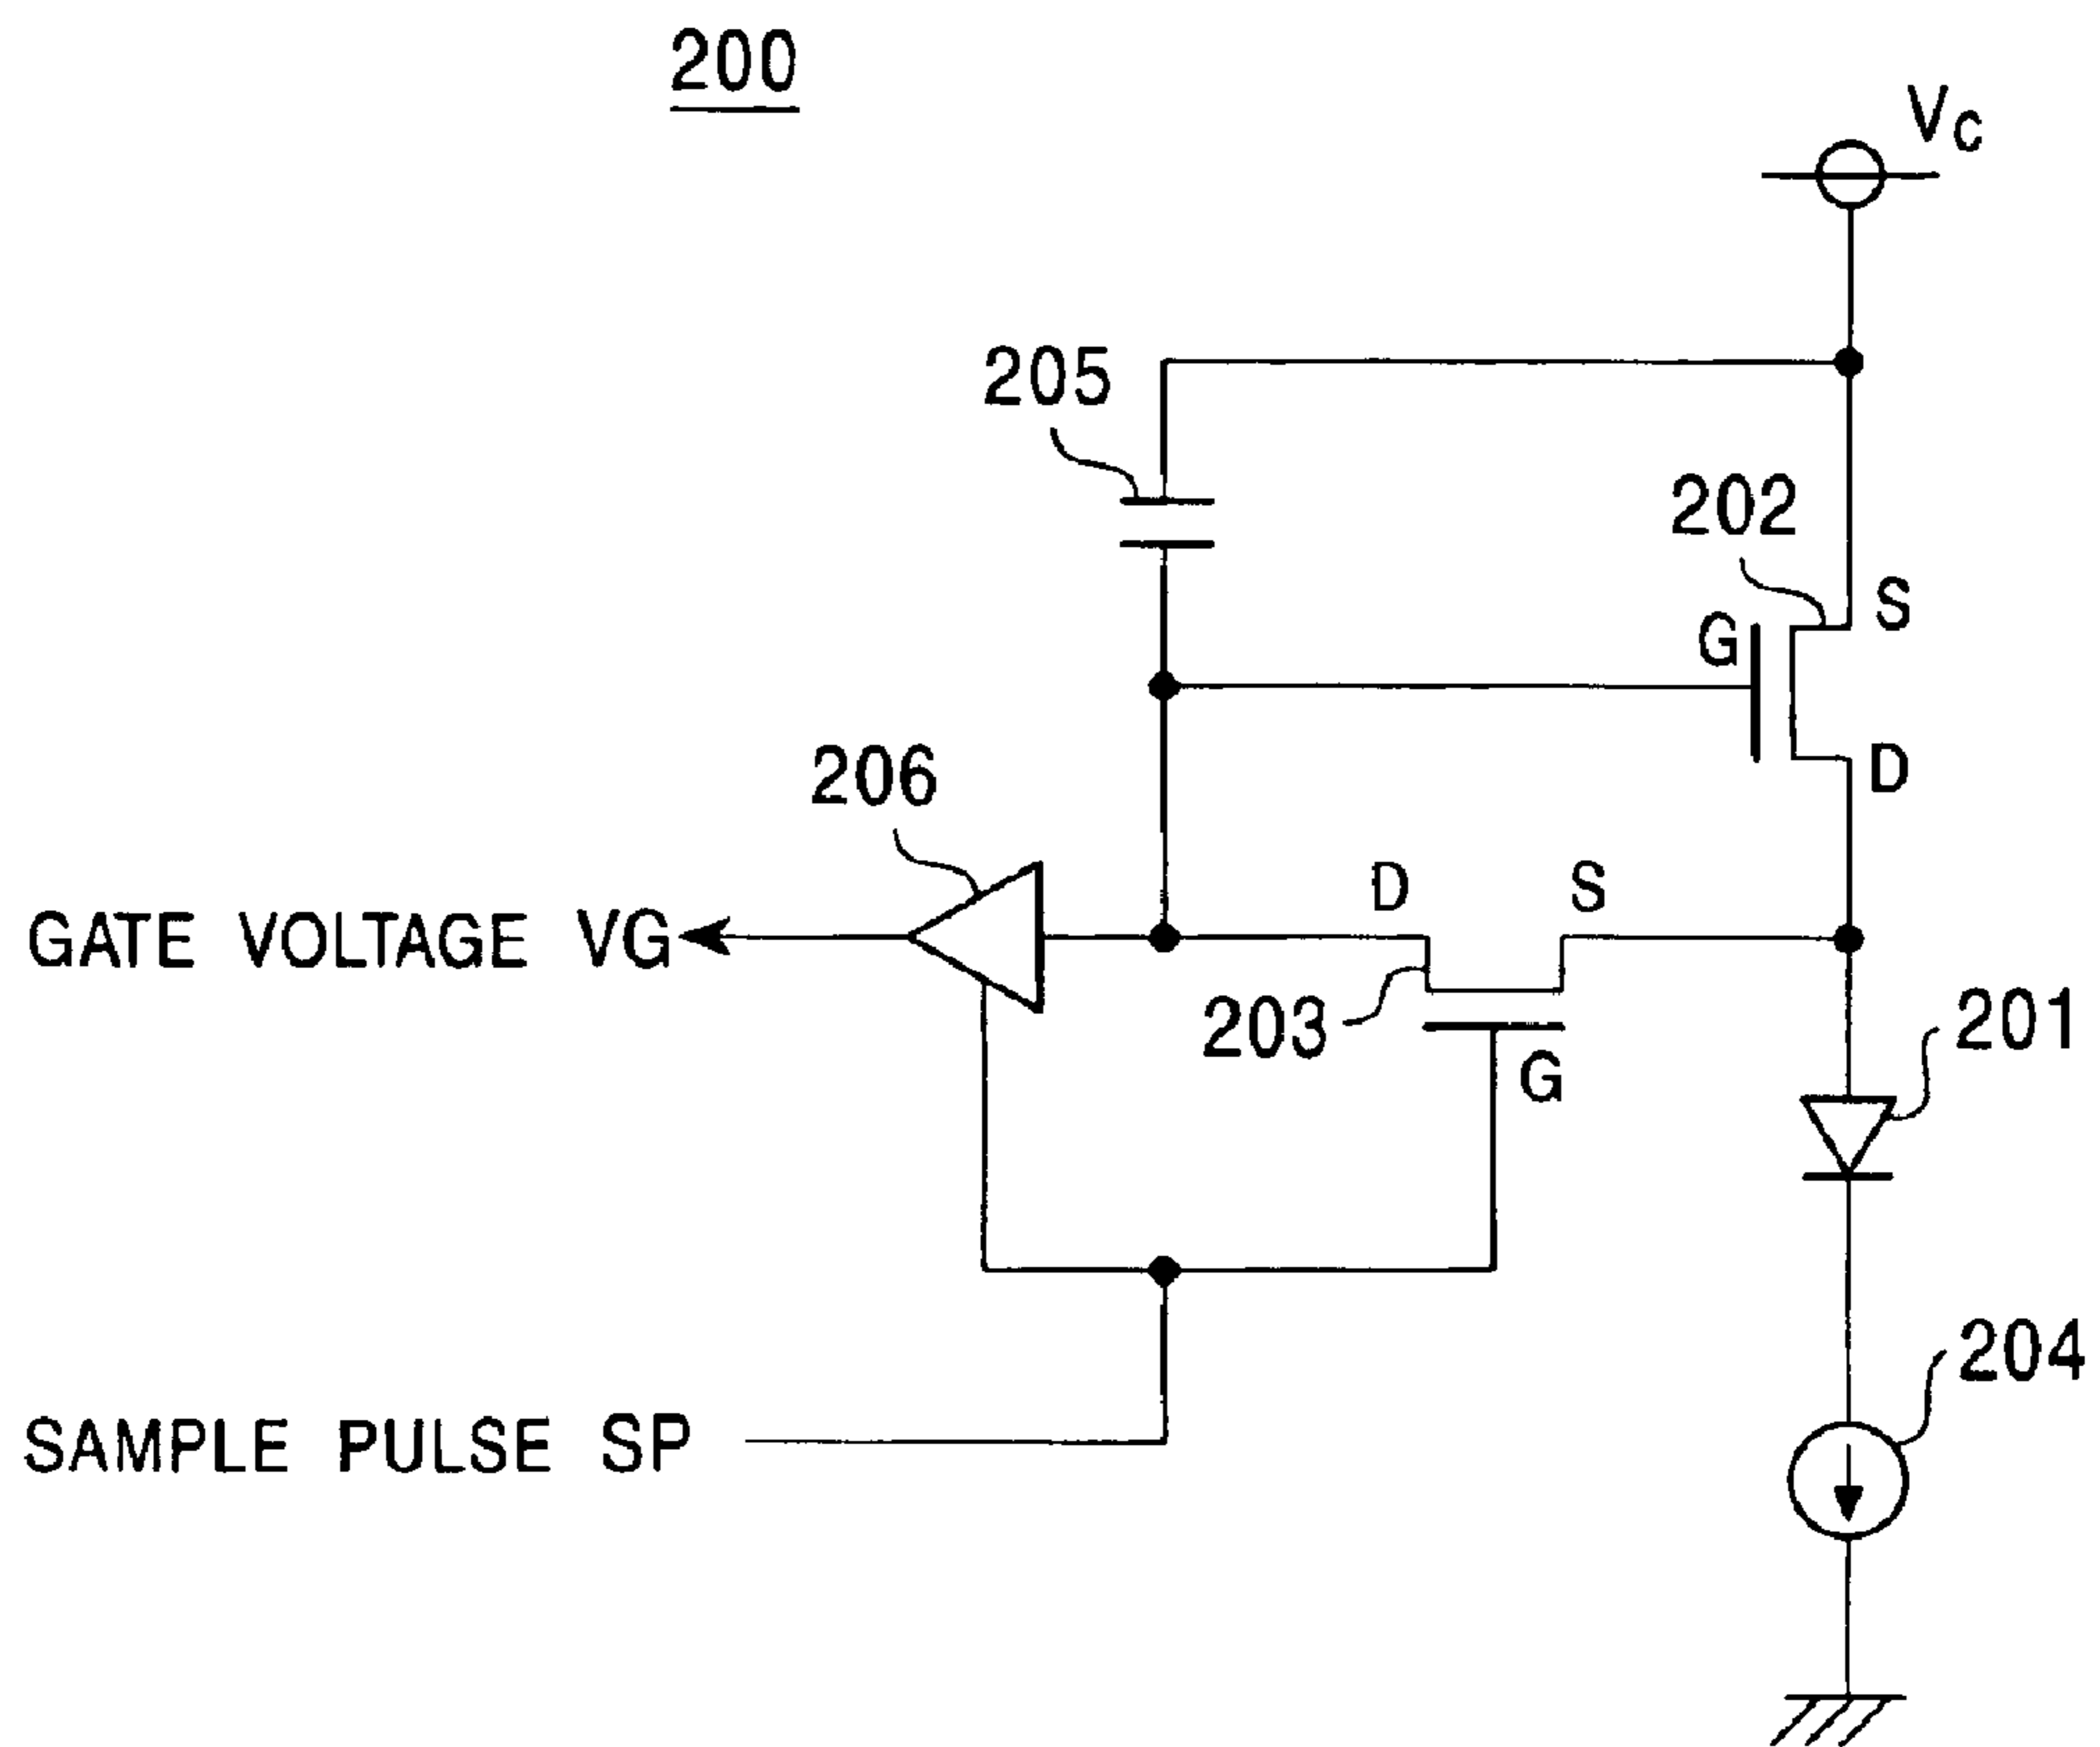 200
VC
205
202
S
G
D
206
D S
GATE VOLTAGE VG
203
201
G
204
SAMPLE PULSE SP